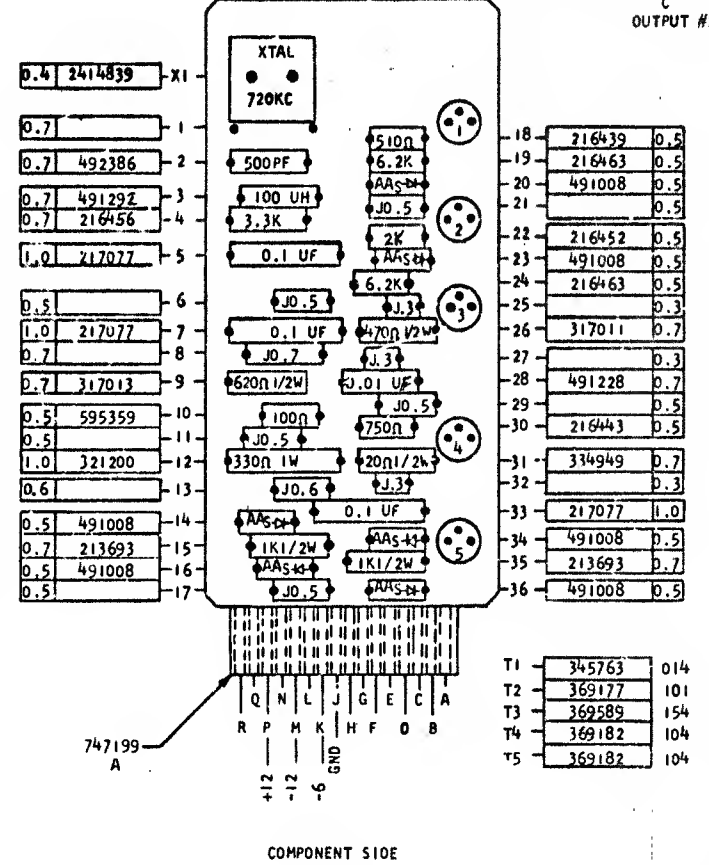 C
OUTPUT #
XTAL
720KC
0.4 2414839 X1
0.7 1
0.7 492386 2
0.7 491292 3
0.7 216456 4
1.0 217077 5
0.5 6
1.0 217077 7
0.7 8
0.7 317013 9
0.5 595359 10
0.5 11
1.0 321200 12
0.6 13
0.5 491008 14
0.7 213693 15
0.5 491008 16
0.5 17
500PF
100 UH
3.3K
0.1 UF
J0.5
0.1 UF
J0.7
620Ω 1/2W
100Ω
J0.5
330Ω 1W
J0.6
0.1 UF
AAS
1K1/2W
AAS
J0.5
510Ω
6.2K
AAS
J0.5
2K
AAS
6.2K
J.3
470Ω 1/2W
J.3
0.01 UF
J0.5
750Ω
20Ω1/2W
J.3
AAS
1K1/2W
AAS
1
2
3
4
5
18 216439 0.5
19 216463 0.5
20 491008 0.5
21 0.5
22 216452 0.5
23 491008 0.5
24 216463 0.5
25 0.3
26 317011 0.7
27 0.3
28 491228 0.7
29 0.5
30 216443 0.5
31 334949 0.7
32 0.3
33 217077 1.0
34 491008 0.5
35 213693 0.7
36 491008 0.5
Q N L J G E C A
R P M K H F D B
+12 -12 -6 GND
747199
A
T1 345763 014
T2 369177 101
T3 369589 154
T4 369182 104
T5 369182 104
COMPONENT SIDE